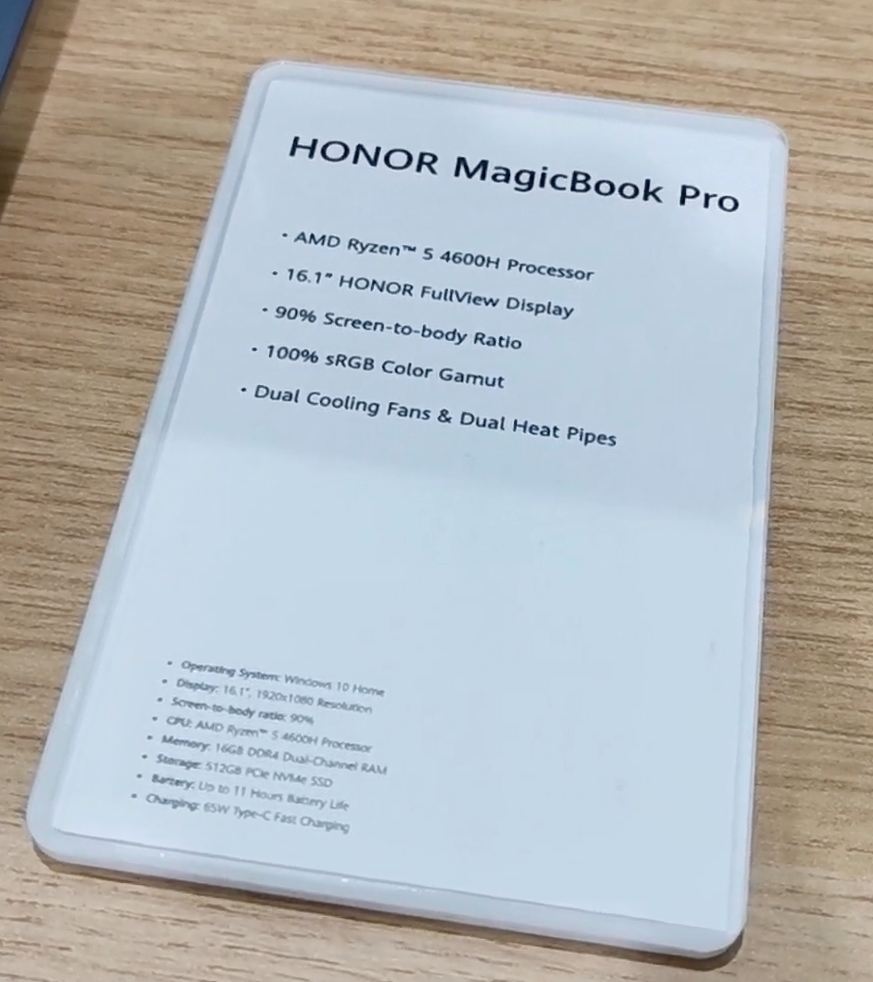 HONOR MagicBook Pro
• AMD Ryzen™ 5 4600H Processor
• 16.1" HONOR FullView Display
• 90% Screen-to-body Ratio
• 100% sRGB Color Gamut
• Dual Cooling Fans & Dual Heat Pipes
• Operating System: Windows 10 Home
• Display: 16.1", 1920x1080 Resolution
• Screen-to-body ratio: 90%
• CPU: AMD Ryzen™ 5 4600H Processor
• Memory: 16GB DDR4 Dual-Channel RAM
• Storage: 512GB PCIe NVMe SSD
• Battery: Up to 11 Hours Battery Life
• Charging: 65W Type-C Fast Charging